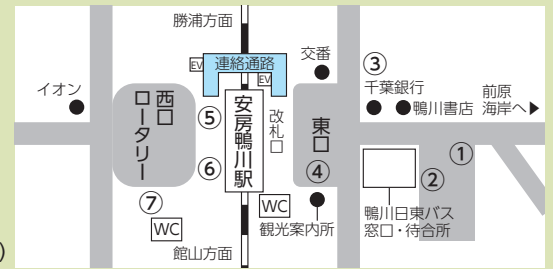 勝浦方面
EV
連絡通路
EV
交番
③
千葉銀行
鴨川書店
前原
海岸へ▶
イオン
西口
ロータリー
⑤
⑥
安房鴨川駅
改札口
東口
④
①
②
鴨川日東バス
窓口・待合所
⑦
WC
WC
観光案内所
館山方面
)